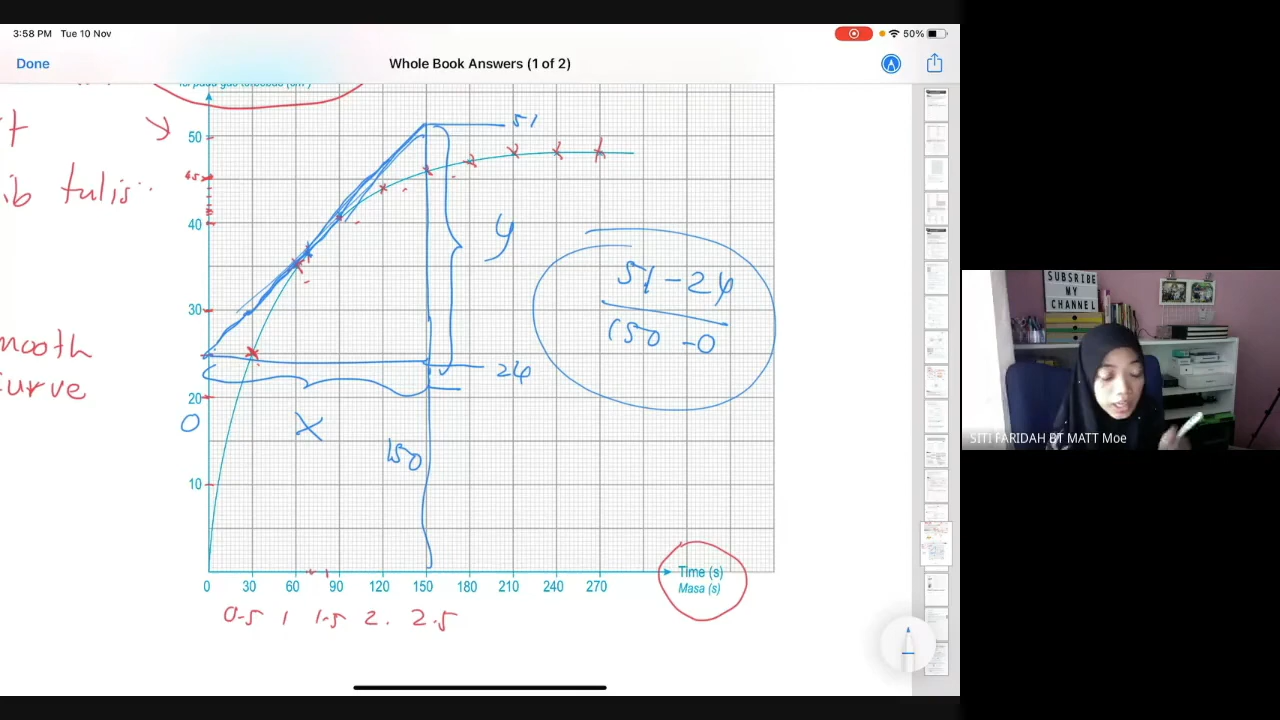 3:58 PM Tue 10 Nov
50%
Done
Whole Book Answers (1 of 2)
51
50
45
ib tulis
40
y
51 - 24
150 - 0
SUBSRIBE
MY
CHANNEL
30
mooth
curve
24
20
0
X
150
SITI FARIDAH BT MATT Moe
10
0 30 60 90 120 150 180 210 240 270
Time (s)
Masa (s)
0.5 1 1.5 2. 2.5